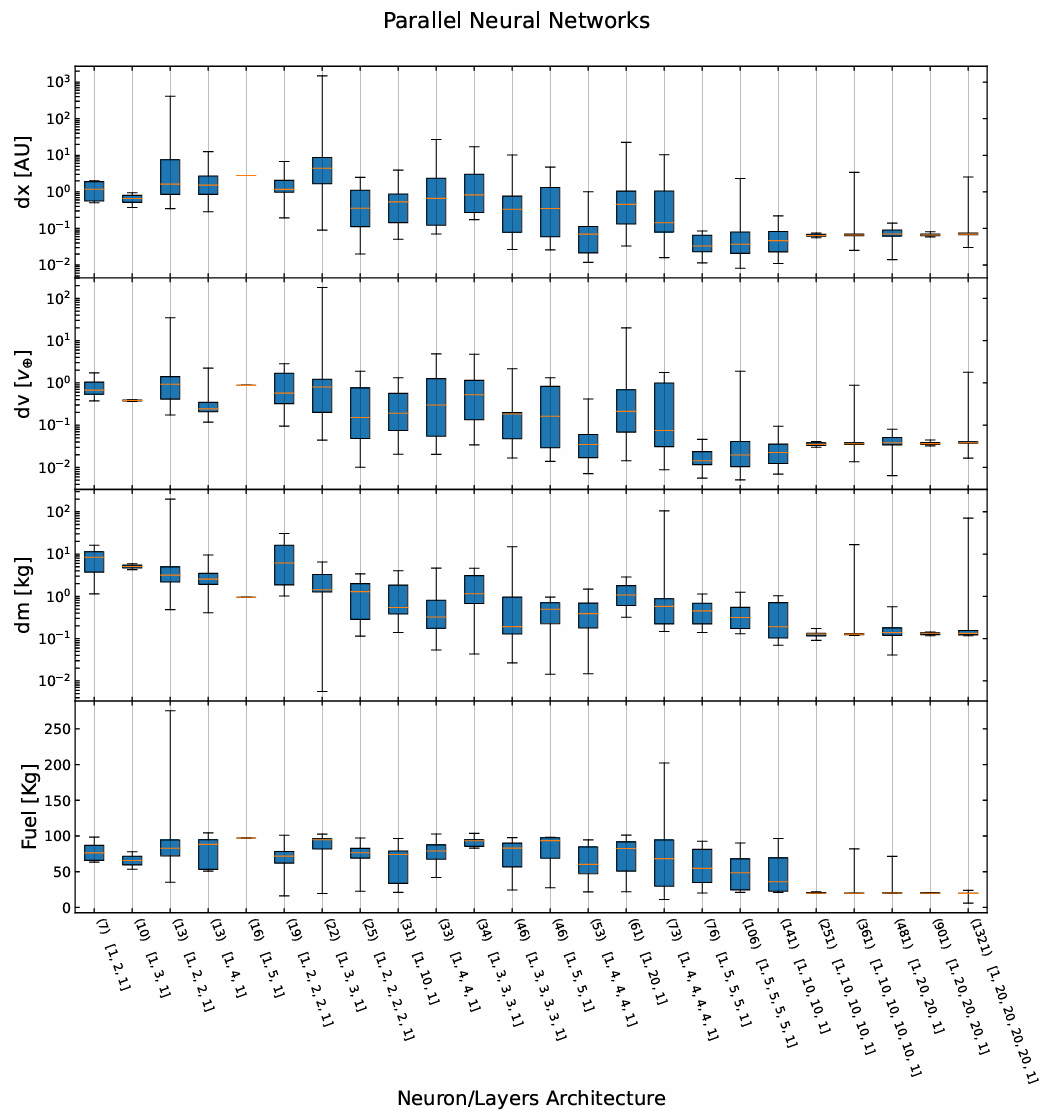 Parallel Neural Networks
dx [AU]
10³
10²
10¹
10⁰
10⁻¹
10⁻²
dv [v⊕]
10²
10¹
10⁰
10⁻¹
10⁻²
dm [kg]
10²
10¹
10⁰
10⁻¹
10⁻²
Fuel [Kg]
250
200
150
100
50
0
(7) [1, 2, 1]
(10) [1, 3, 1]
(13) [1, 2, 2, 1]
(13) [1, 4, 1]
(16) [1, 5, 1]
(19) [1, 2, 2, 2, 1]
(22) [1, 3, 3, 1]
(25) [1, 2, 2, 2, 2, 1]
(31) [1, 10, 1]
(33) [1, 4, 4, 1]
(34) [1, 3, 3, 3, 1]
(46) [1, 3, 3, 3, 3, 1]
(46) [1, 5, 5, 1]
(53) [1, 4, 4, 4, 1]
(61) [1, 20, 1]
(73) [1, 4, 4, 4, 4, 1]
(76) [1, 5, 5, 5, 1]
(106) [1, 5, 5, 5, 5, 1]
(141) [1, 10, 10, 1]
(251) [1, 10, 10, 10, 1]
(361) [1, 10, 10, 10, 10, 1]
(481) [1, 20, 20, 1]
(901) [1, 20, 20, 20, 1]
(1321) [1, 20, 20, 20, 20, 1]
Neuron/Layers Architecture